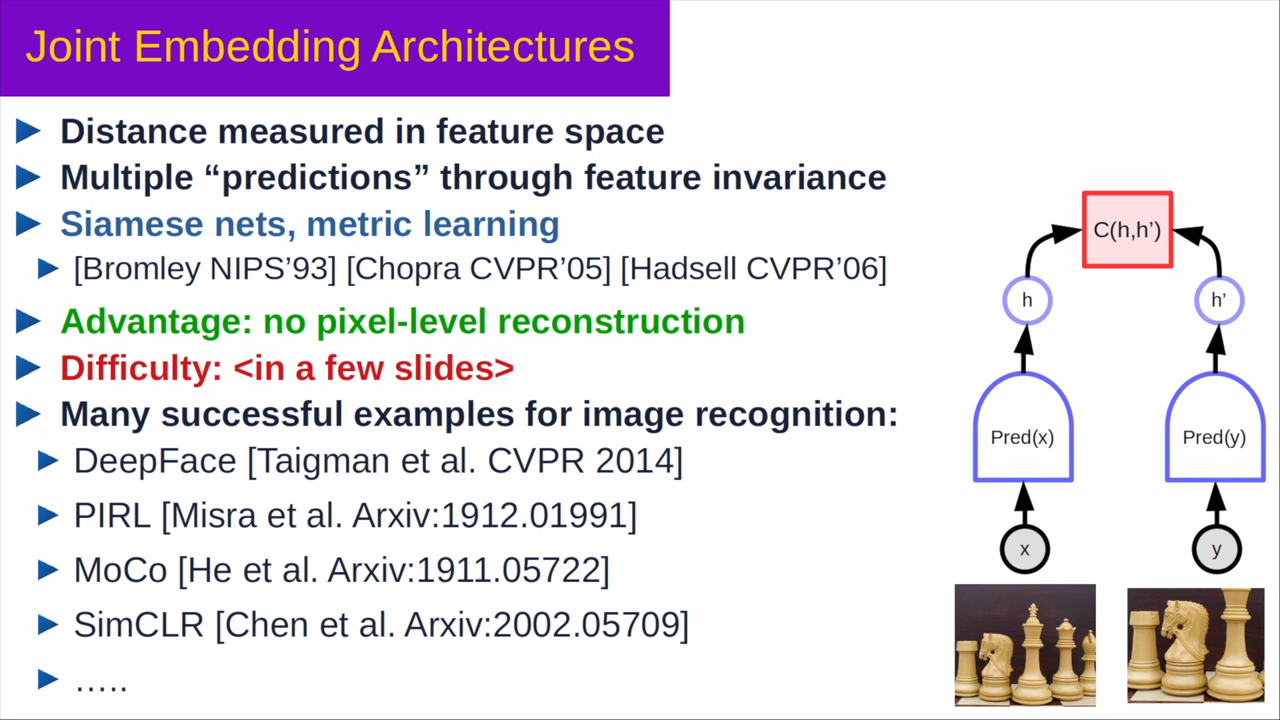 Joint Embedding Architectures
Distance measured in feature space
Multiple “predictions” through feature invariance
Siamese nets, metric learning
[Bromley NIPS’93] [Chopra CVPR’05] [Hadsell CVPR’06]
Advantage: no pixel-level reconstruction
Difficulty: <in a few slides>
Many successful examples for image recognition:
DeepFace [Taigman et al. CVPR 2014]
PIRL [Misra et al. Arxiv:1912.01991]
MoCo [He et al. Arxiv:1911.05722]
SimCLR [Chen et al. Arxiv:2002.05709]
…..
C(h,h’)
h h’
Pred(x) Pred(y)
x y